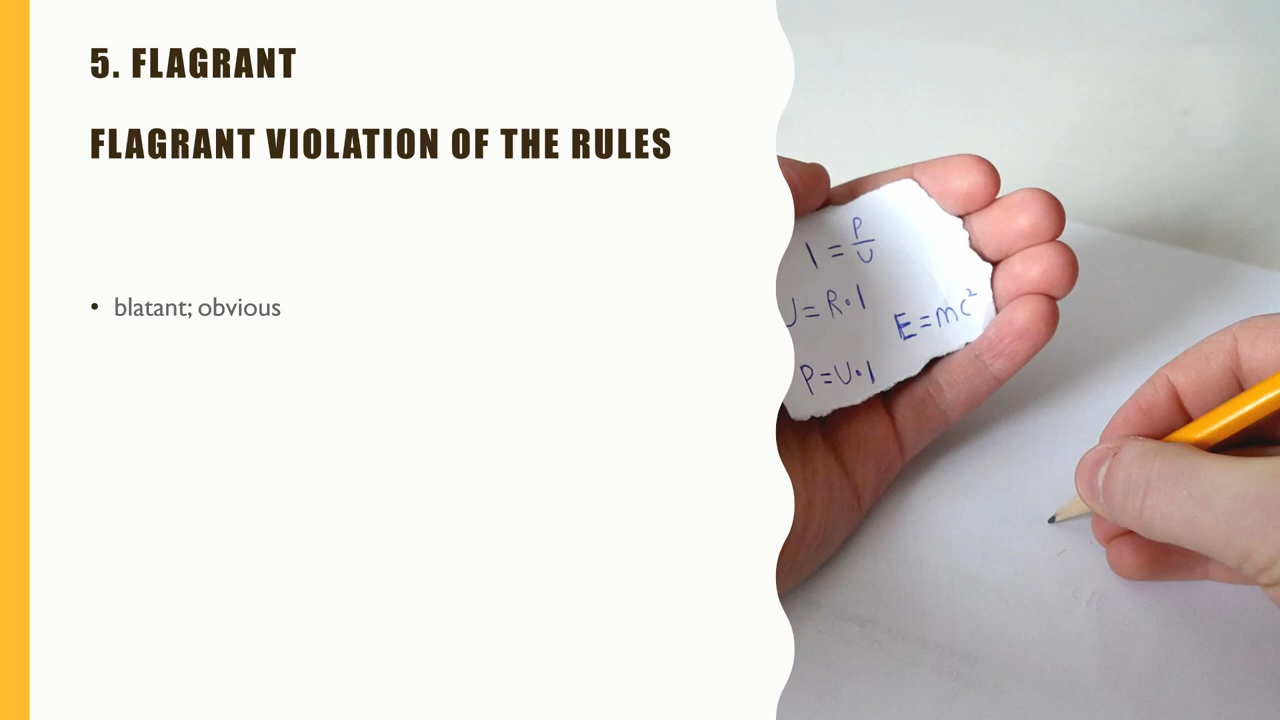 5. FLAGRANT
FLAGRANT VIOLATION OF THE RULES
• blatant; obvious
I = P/U
U = R·I
E=mc²
P=U·I